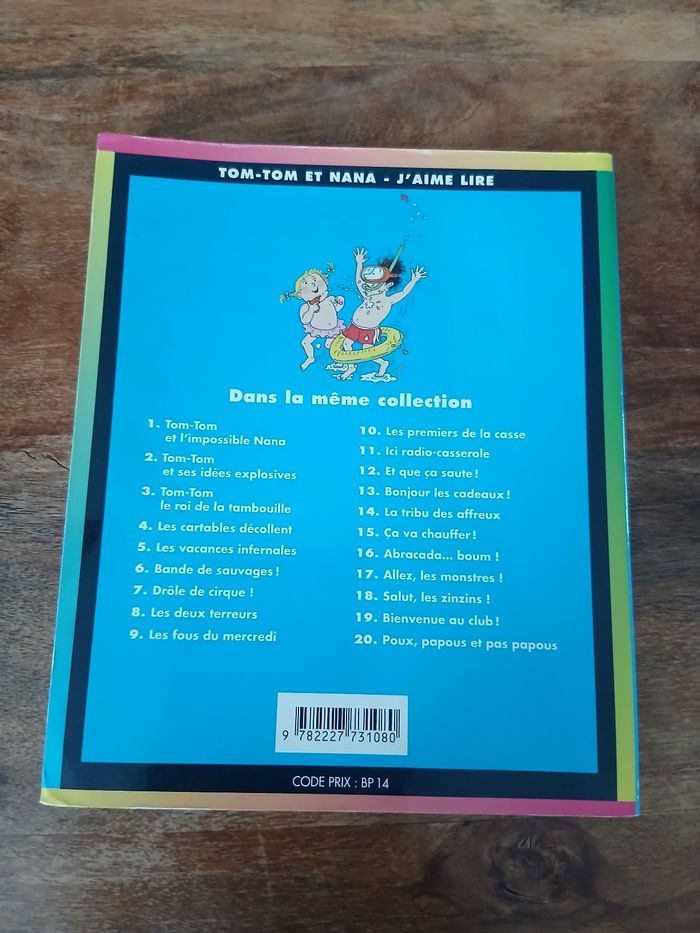 TOM-TOM ET NANA - J'AIME LIRE
Dans la même collection
1. Tom-Tom
et l'impossible Nana
2. Tom-Tom
et ses idées explosives
3. Tom-Tom
le roi de la tambouille
4. Les cartables décollent
5. Les vacances infernales
6. Bande de sauvages !
7. Drôle de cirque !
8. Les deux terreurs
9. Les fous du mercredi
10. Les premiers de la casse
11. Ici radio-casserole
12. Et que ça saute !
13. Bonjour les cadeaux !
14. La tribu des affreux
15. Ça va chauffer !
16. Abracada... boum !
17. Allez, les monstres !
18. Salut, les zinzins !
19. Bienvenue au club !
20. Poux, papous et pas papous
9 782227 731080
CODE PRIX : BP 14